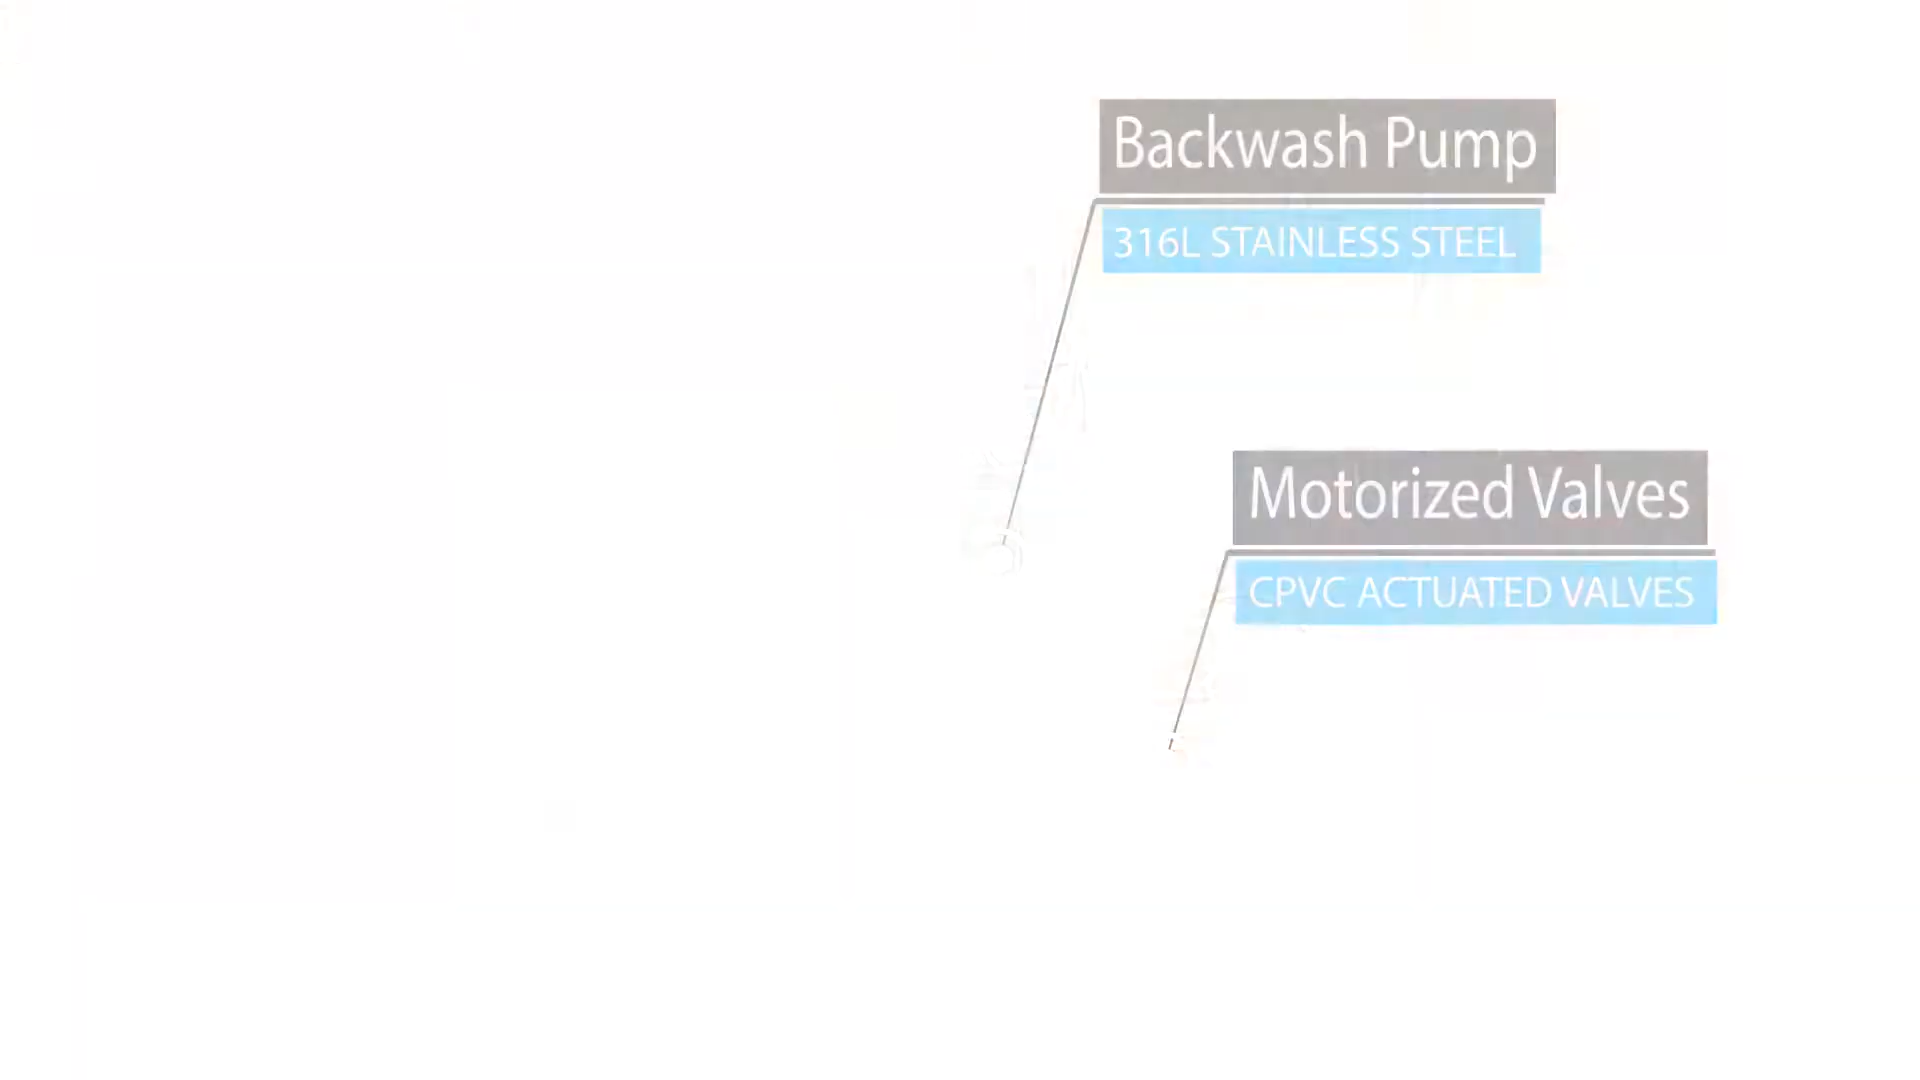 Backwash Pump
316L STAINLESS STEEL
Motorized Valves
CPVC ACTUATED VALVES